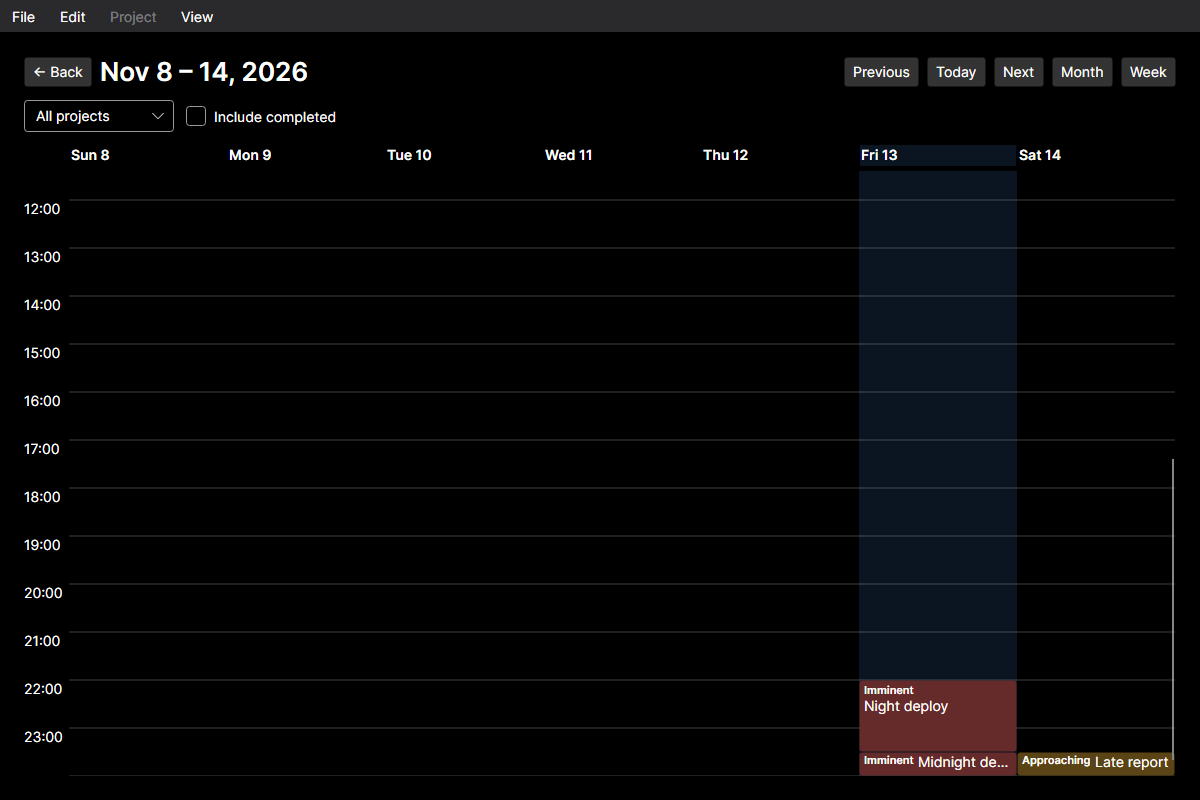 File Edit Project View
← Back Nov 8 – 14, 2026 Previous Today Next Month Week
All projects Include completed
Sun 8 Mon 9 Tue 10 Wed 11 Thu 12 Fri 13 Sat 14
12:00
13:00
14:00
15:00
16:00
17:00
18:00
19:00
20:00
21:00
22:00
Imminent
Night deploy
23:00
Imminent Midnight de... Approaching Late report